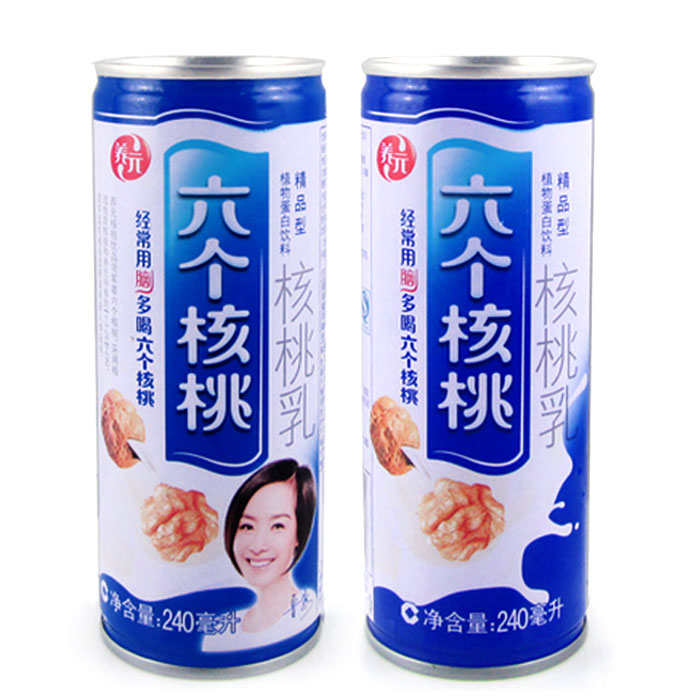 养元
六个核桃
精品型
植物蛋白饮料
核桃乳
经常用脑 多喝六个核桃
净含量:240毫升
养元
六个核桃
精品型
植物蛋白饮料
核桃乳
经常用脑 多喝六个核桃
净含量:240毫升